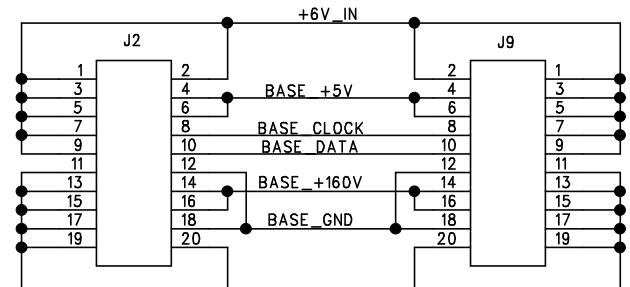 +6V_IN
J2 J9
1 2 2 1
3 4 BASE_+5V 4 3
5 6 6 5
7 8 BASE_CLOCK 8 7
9 10 BASE_DATA 10 9
11 12 12 11
13 14 BASE_+160V 14 13
15 16 16 15
17 18 BASE_GND 18 17
19 20 20 19